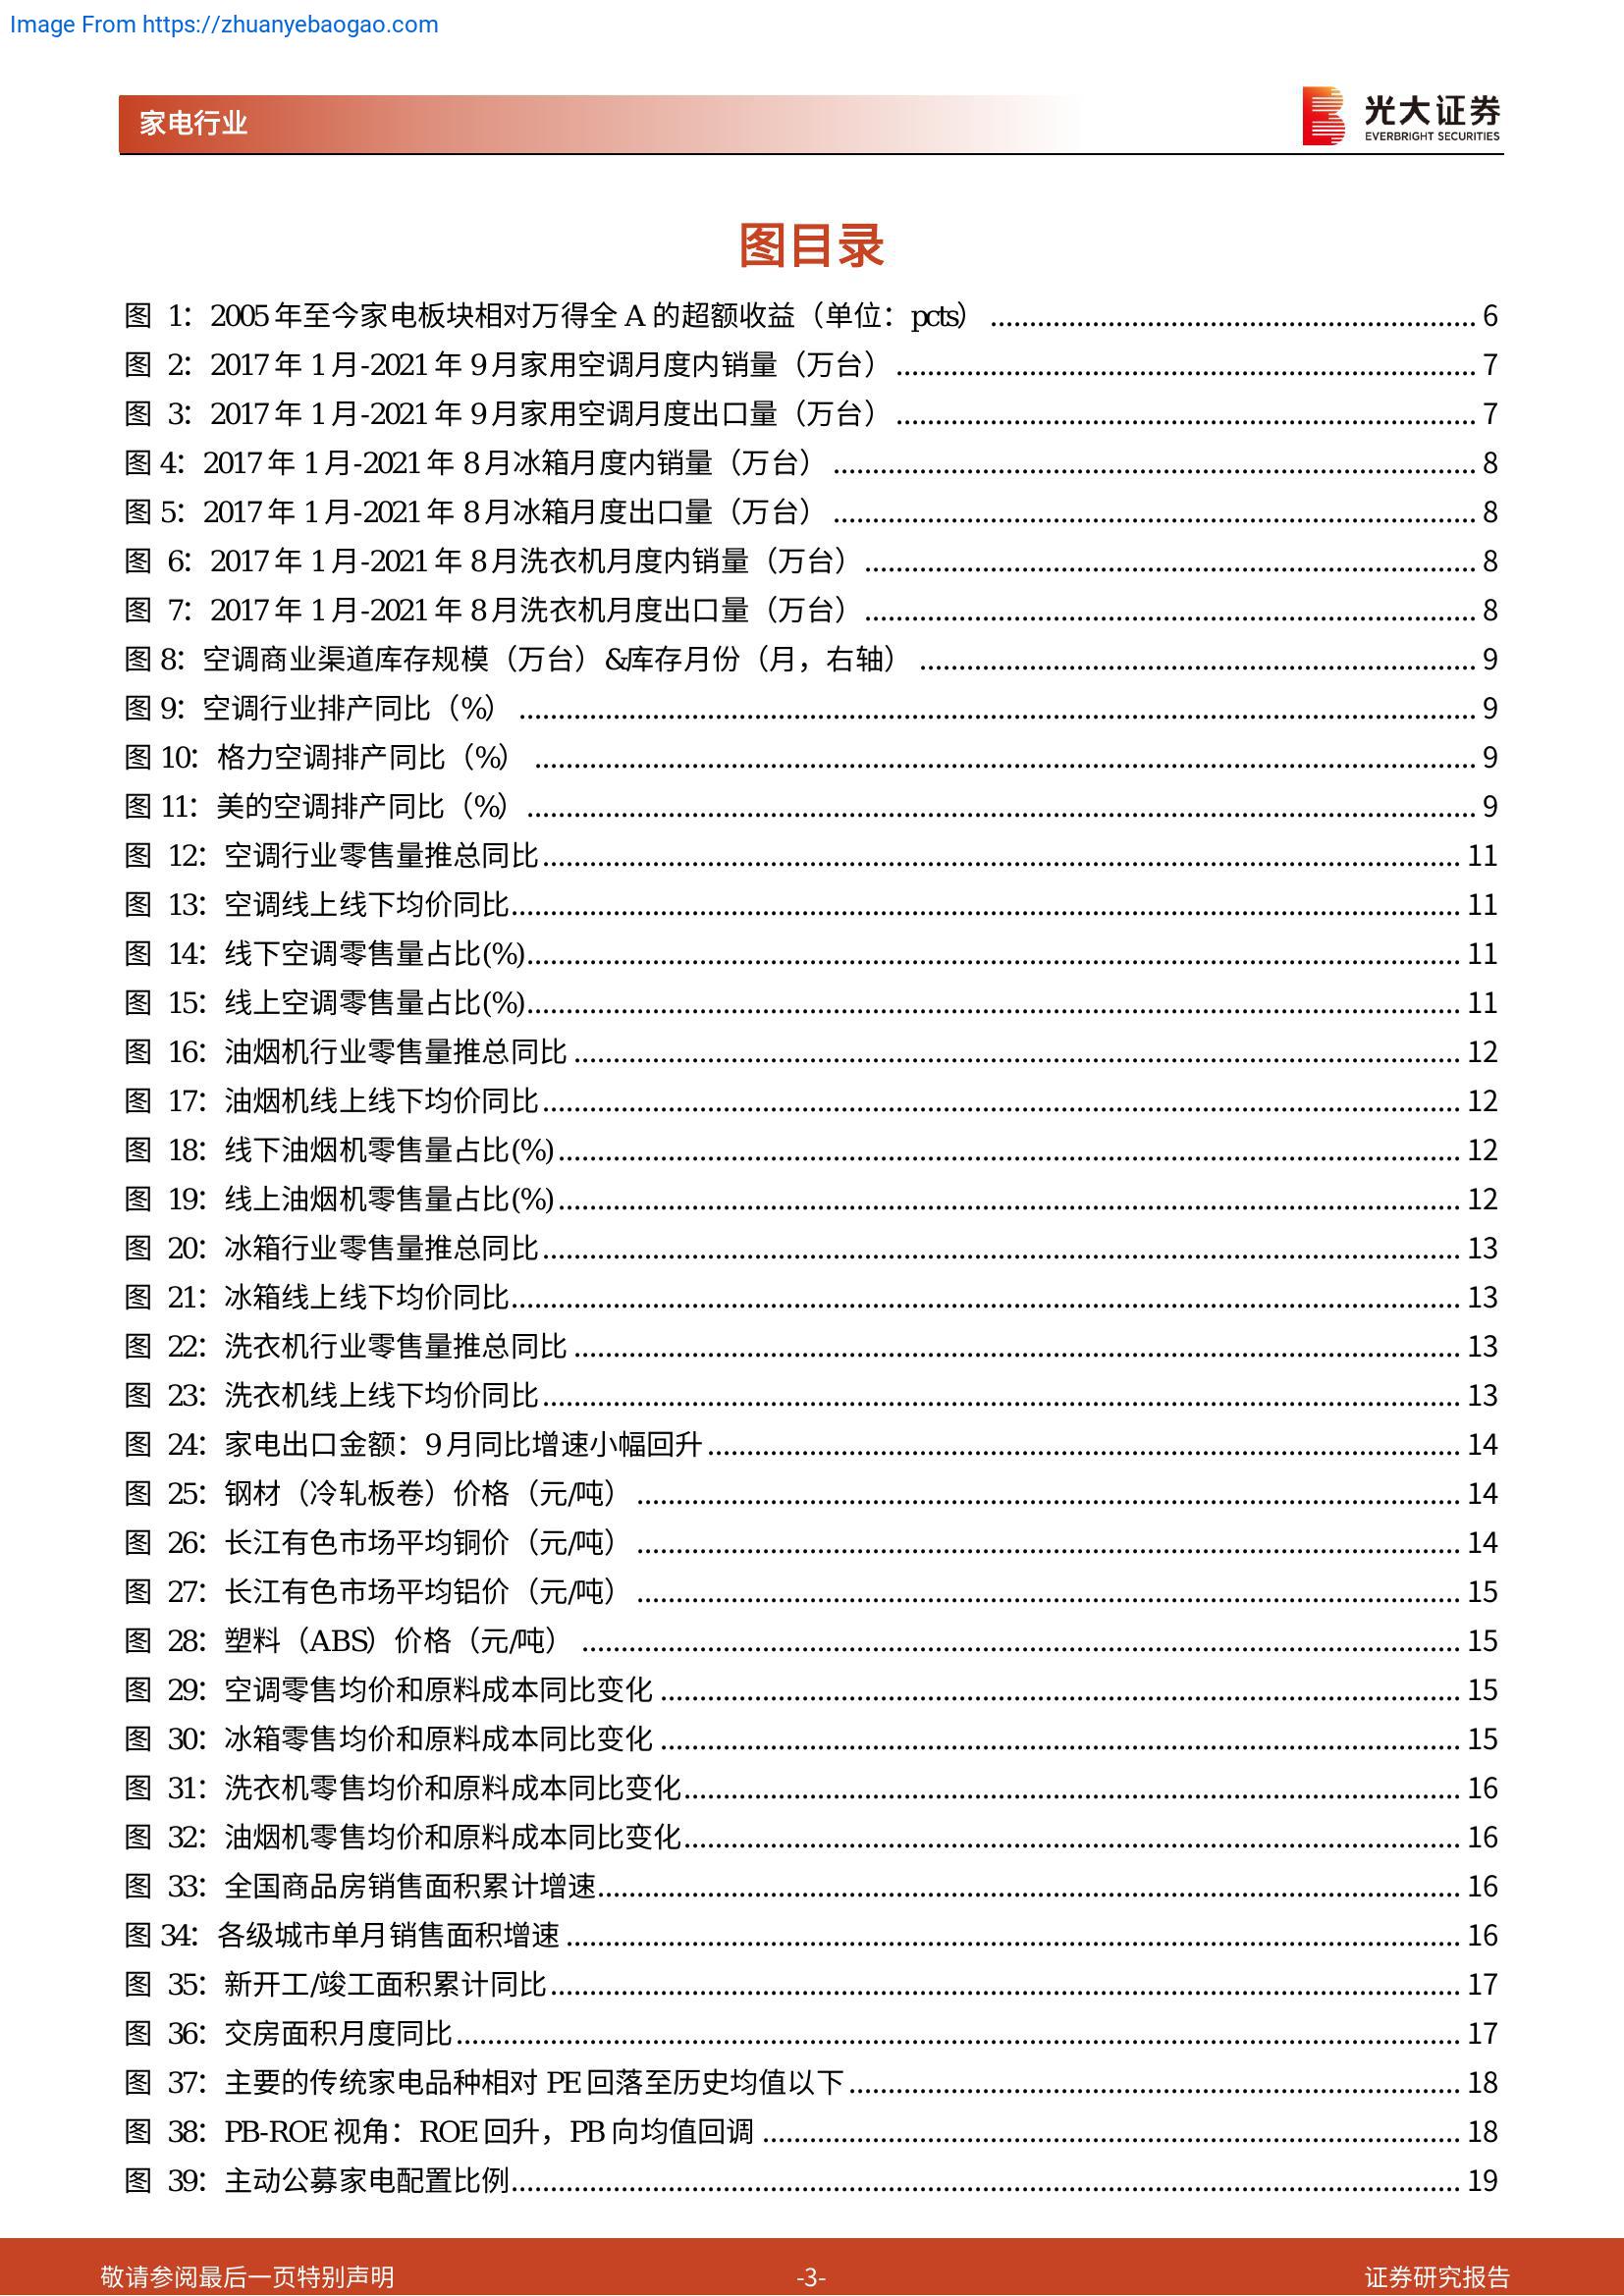 Image From https://zhuanyebaogao.com
家电行业
光大证券
EVERBRIGHT SECURITIES
图目录
图 1：2005 年至今家电板块相对万得全 A 的超额收益（单位：pcts） 6
图 2：2017 年 1 月-2021 年 9 月家用空调月度内销量（万台） 7
图 3：2017 年 1 月-2021 年 9 月家用空调月度出口量（万台） 7
图 4：2017 年 1 月-2021 年 8 月冰箱月度内销量（万台） 8
图 5：2017 年 1 月-2021 年 8 月冰箱月度出口量（万台） 8
图 6：2017 年 1 月-2021 年 8 月洗衣机月度内销量（万台） 8
图 7：2017 年 1 月-2021 年 8 月洗衣机月度出口量（万台） 8
图 8：空调商业渠道库存规模（万台）&库存月份（月，右轴） 9
图 9：空调行业排产同比（%） 9
图 10：格力空调排产同比（%） 9
图 11：美的空调排产同比（%） 9
图 12：空调行业零售量推总同比 11
图 13：空调线上线下均价同比 11
图 14：线下空调零售量占比(%) 11
图 15：线上空调零售量占比(%) 11
图 16：油烟机行业零售量推总同比 12
图 17：油烟机线上线下均价同比 12
图 18：线下油烟机零售量占比(%) 12
图 19：线上油烟机零售量占比(%) 12
图 20：冰箱行业零售量推总同比 13
图 21：冰箱线上线下均价同比 13
图 22：洗衣机行业零售量推总同比 13
图 23：洗衣机线上线下均价同比 13
图 24：家电出口金额：9 月同比增速小幅回升 14
图 25：钢材（冷轧板卷）价格（元/吨） 14
图 26：长江有色市场平均铜价（元/吨） 14
图 27：长江有色市场平均铝价（元/吨） 15
图 28：塑料（ABS）价格（元/吨） 15
图 29：空调零售均价和原料成本同比变化 15
图 30：冰箱零售均价和原料成本同比变化 15
图 31：洗衣机零售均价和原料成本同比变化 16
图 32：油烟机零售均价和原料成本同比变化 16
图 33：全国商品房销售面积累计增速 16
图 34：各级城市单月销售面积增速 16
图 35：新开工/竣工面积累计同比 17
图 36：交房面积月度同比 17
图 37：主要的传统家电品种相对 PE 回落至历史均值以下 18
图 38：PB-ROE 视角：ROE 回升，PB 向均值回调 18
图 39：主动公募家电配置比例 19
敬请参阅最后一页特别声明 -3- 证券研究报告